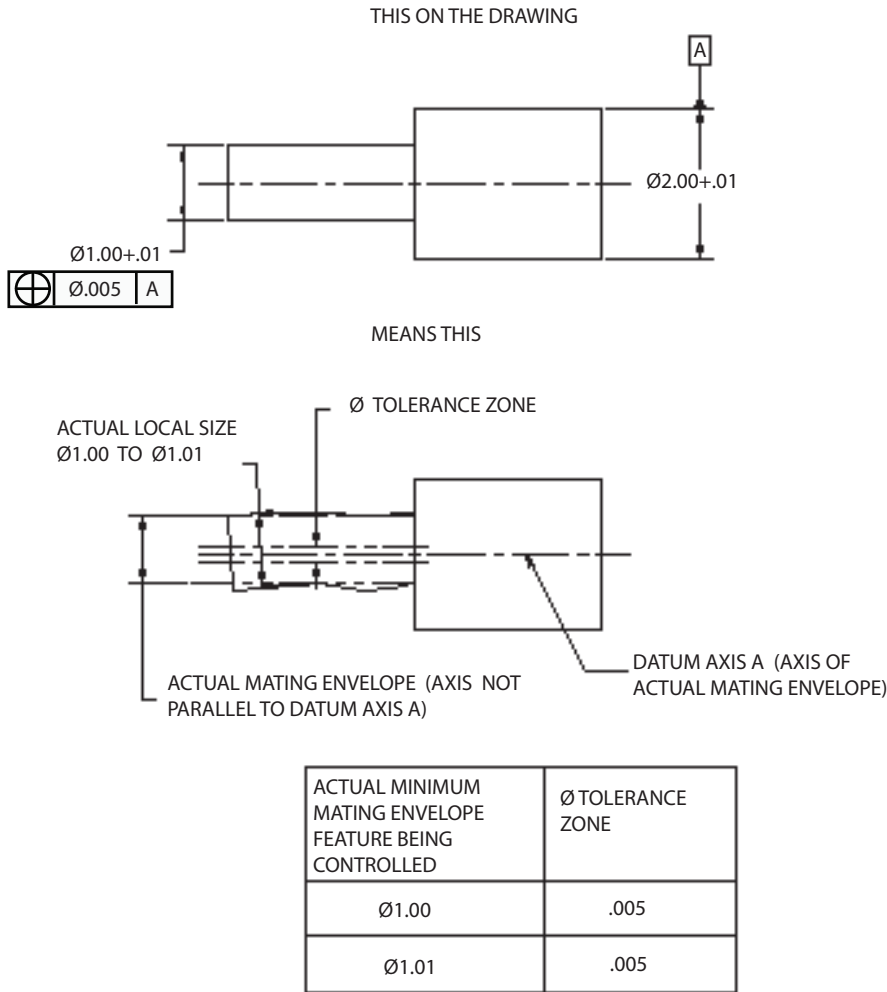 THIS ON THE DRAWING
A
Ø2.00+.01
Ø1.00+.01
Ø.005 A
MEANS THIS
Ø TOLERANCE ZONE
ACTUAL LOCAL SIZE
Ø1.00 TO Ø1.01
DATUM AXIS A (AXIS OF
ACTUAL MATING ENVELOPE)
ACTUAL MATING ENVELOPE (AXIS NOT
PARALLEL TO DATUM AXIS A)
ACTUAL MINIMUM
MATING ENVELOPE
FEATURE BEING
CONTROLLED
Ø TOLERANCE
ZONE
Ø1.00 .005
Ø1.01 .005